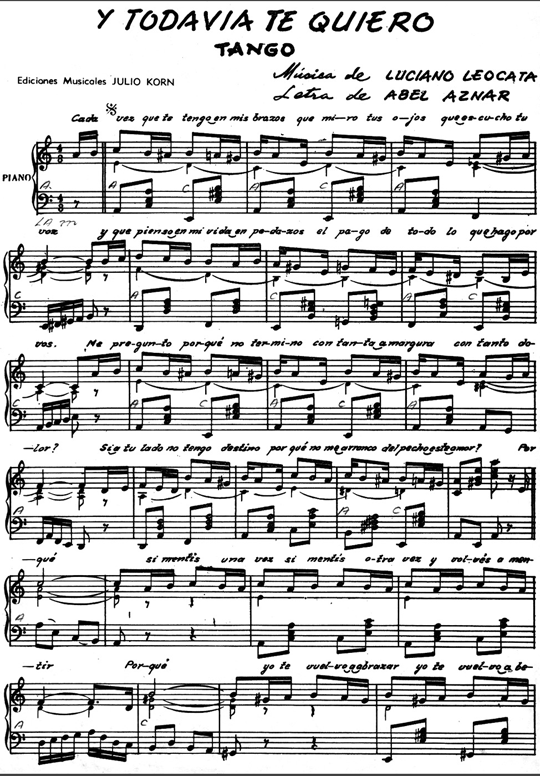 Y TODAVIA TE QUIERO
TANGO
Ediciones Musicales JULIO KORN
Música de LUCIANO LEOCATA
Letra de ABEL AZNAR
Cada vez que te tengo en mis brazos que mi-ro tus o-jos que es-cu-cho tu
PIANO
A E A
LA m
voz y que pienso en mi vida en pe-da-zos el pa-go de to-do lo que hago por
C A C A
vos. Me pre-gun-to por-qué no ter-mi-no con tan-ta amargura con tanto do-
A C A C
-lor? Si a tu lado no tengo destino por qué no me arranco del pecho este amor? Por
A C A
-qué si mentís una vez si mentís o-tra vez y vol-vés a men-
A
-tir Por-qué yo te vuel-vo a abrazar yo te vuel-vo a be-